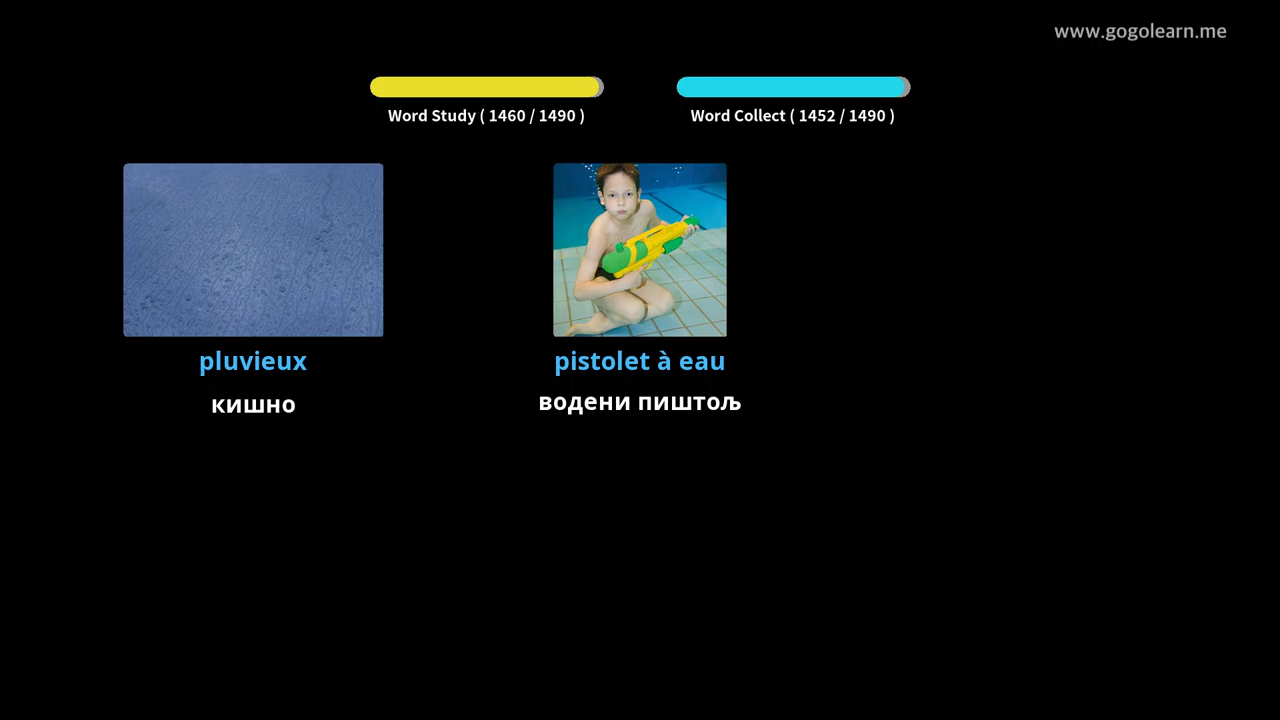 www.gogolearn.me
Word Study ( 1460 / 1490 )
Word Collect ( 1452 / 1490 )
pluvieux
pistolet à eau
кишно
водени пиштољ